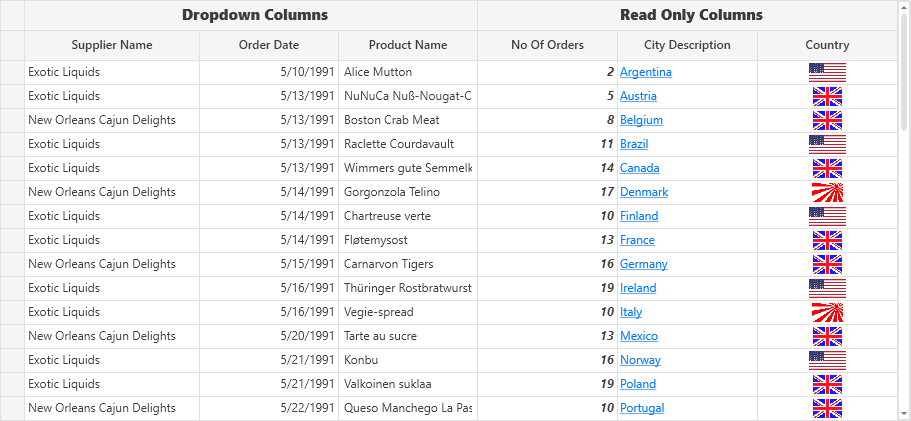 Dropdown Columns Read Only Columns
Supplier Name Order Date Product Name No Of Orders City Description Country
Exotic Liquids 5/10/1991 Alice Mutton 2 Argentina
Exotic Liquids 5/13/1991 NuNuCa Nuß-Nougat-C 5 Austria
New Orleans Cajun Delights 5/13/1991 Boston Crab Meat 8 Belgium
Exotic Liquids 5/13/1991 Raclette Courdavault 11 Brazil
Exotic Liquids 5/13/1991 Wimmers gute Semmelk 14 Canada
New Orleans Cajun Delights 5/14/1991 Gorgonzola Telino 17 Denmark
Exotic Liquids 5/14/1991 Chartreuse verte 10 Finland
Exotic Liquids 5/14/1991 Fløtemysost 13 France
New Orleans Cajun Delights 5/15/1991 Carnarvon Tigers 16 Germany
Exotic Liquids 5/16/1991 Thüringer Rostbratwurst 19 Ireland
Exotic Liquids 5/16/1991 Vegie-spread 10 Italy
New Orleans Cajun Delights 5/20/1991 Tarte au sucre 13 Mexico
Exotic Liquids 5/21/1991 Konbu 16 Norway
Exotic Liquids 5/21/1991 Valkoinen suklaa 19 Poland
New Orleans Cajun Delights 5/22/1991 Queso Manchego La Pas 10 Portugal